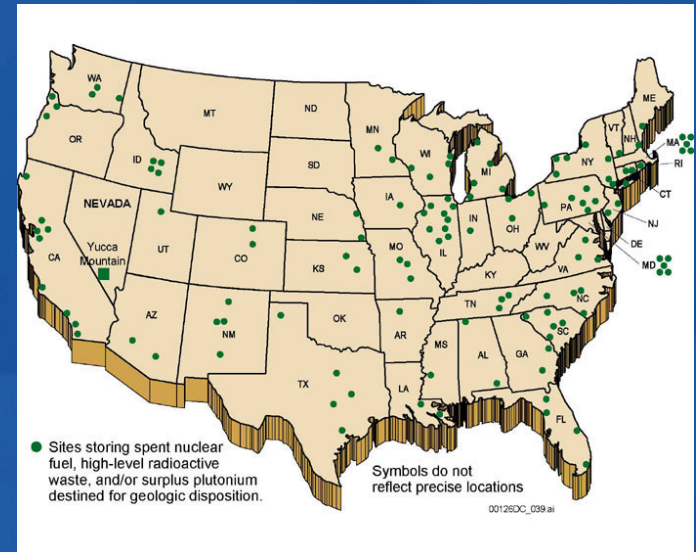 WA
MT
ND
MN
ME
VT
NH
MA
RI
CT
OR
ID
SD
WI
MI
NY
WY
NEVADA
Yucca
Mountain
NE
IA
PA
NJ
DE
MD
UT
CO
IL
IN
OH
WV
VA
CA
KS
MO
KY
AZ
NM
OK
AR
TN
NC
SC
MS
AL
GA
TX
LA
FL
Sites storing spent nuclear
fuel, high-level radioactive
waste, and/or surplus plutonium
destined for geologic disposition.
Symbols do not
reflect precise locations
00126DC_039.ai